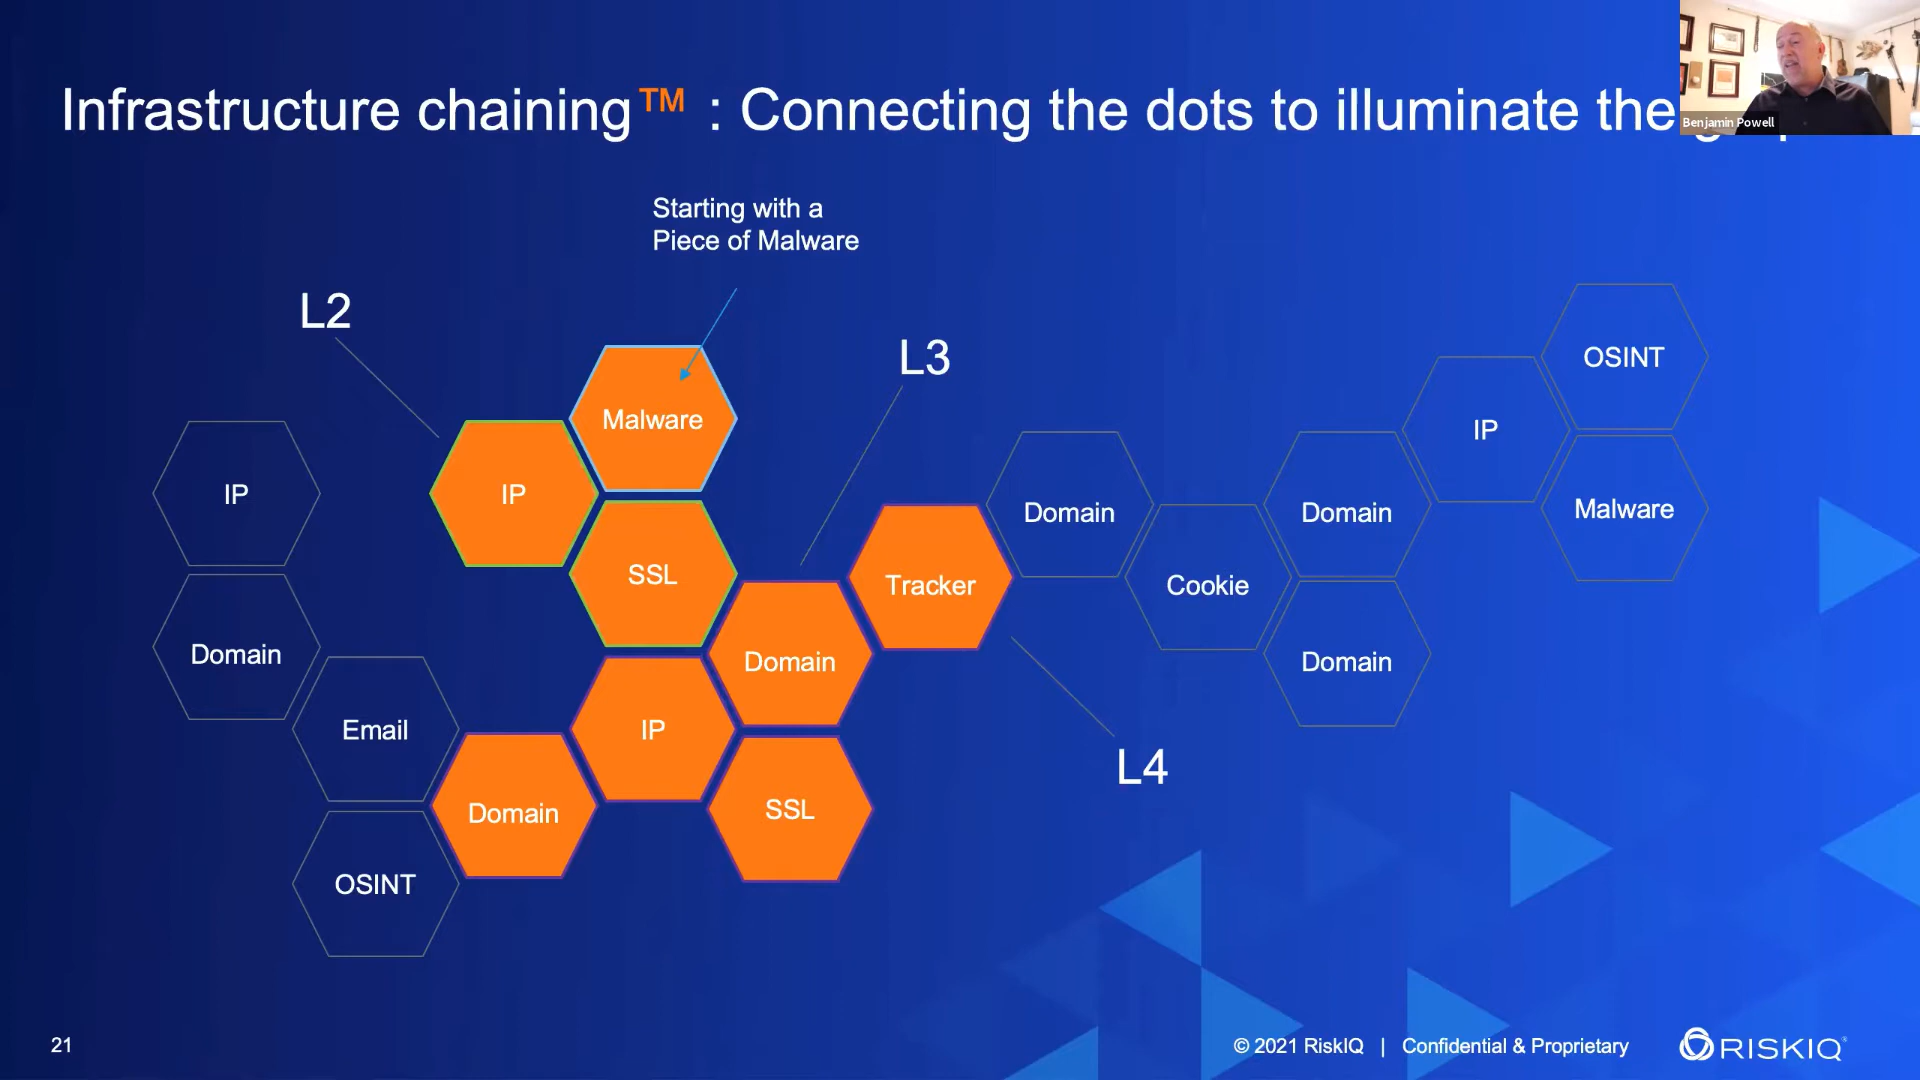 Infrastructure chaining™ : Connecting the dots to illuminate the
Benjamin Powell
Starting with a
Piece of Malware
L2
L3
OSINT
Malware
IP
IP
IP
Domain
Domain
Malware
SSL
Tracker
Cookie
Domain
Domain
Domain
Email
IP
Domain
SSL
L4
OSINT
21
© 2021 RiskIQ | Confidential & Proprietary
RISKIQ